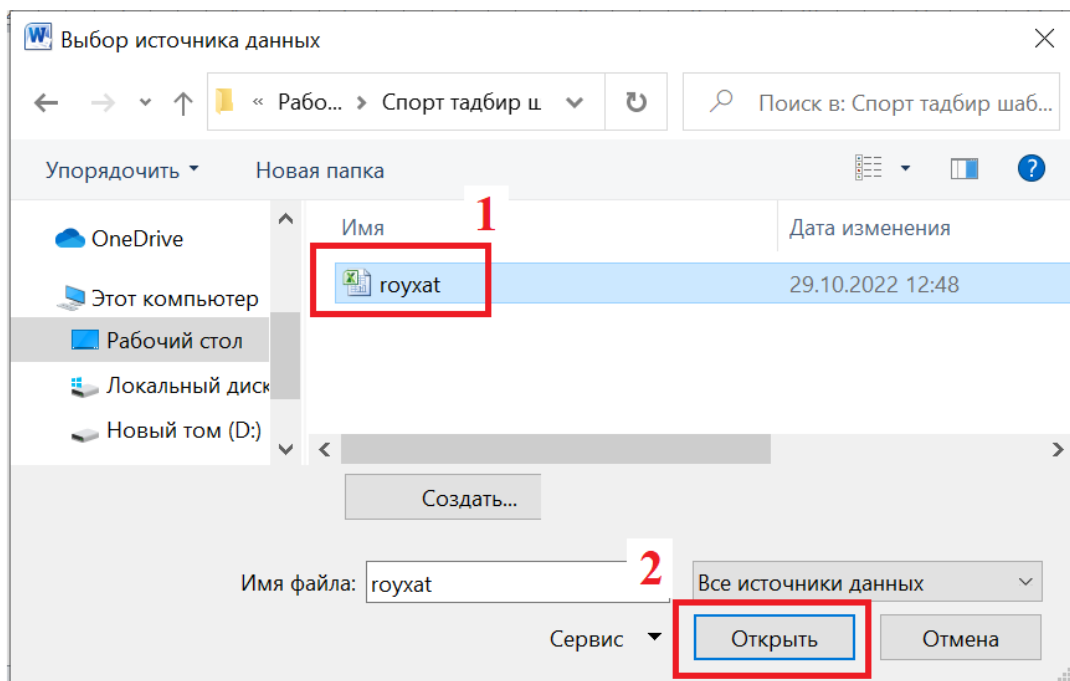 Выбор источника данных
« Рабо... > Спорт тадбир ш
Поиск в: Спорт тадбир шаб...
Упорядочить
Новая папка
1
Имя
Дата изменения
OneDrive
royxat
29.10.2022 12:48
Этот компьютер
Рабочий стол
Локальный диск
Новый том (D:)
Создать...
2
Имя файла: royxat
Все источники данных
Сервис
Открыть
Отмена